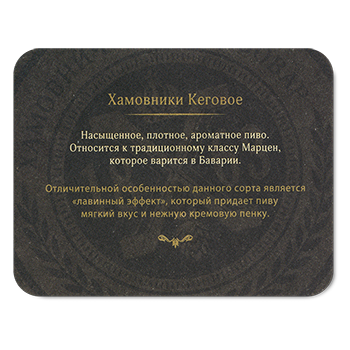 Хамовники Кеговое
Насыщенное, плотное, ароматное пиво.
Относится к традиционному классу Марцен,
которое варится в Баварии.
Отличительной особенностью данного сорта является
«лавинный эффект», который придает пиву
мягкий вкус и нежную кремовую пенку.